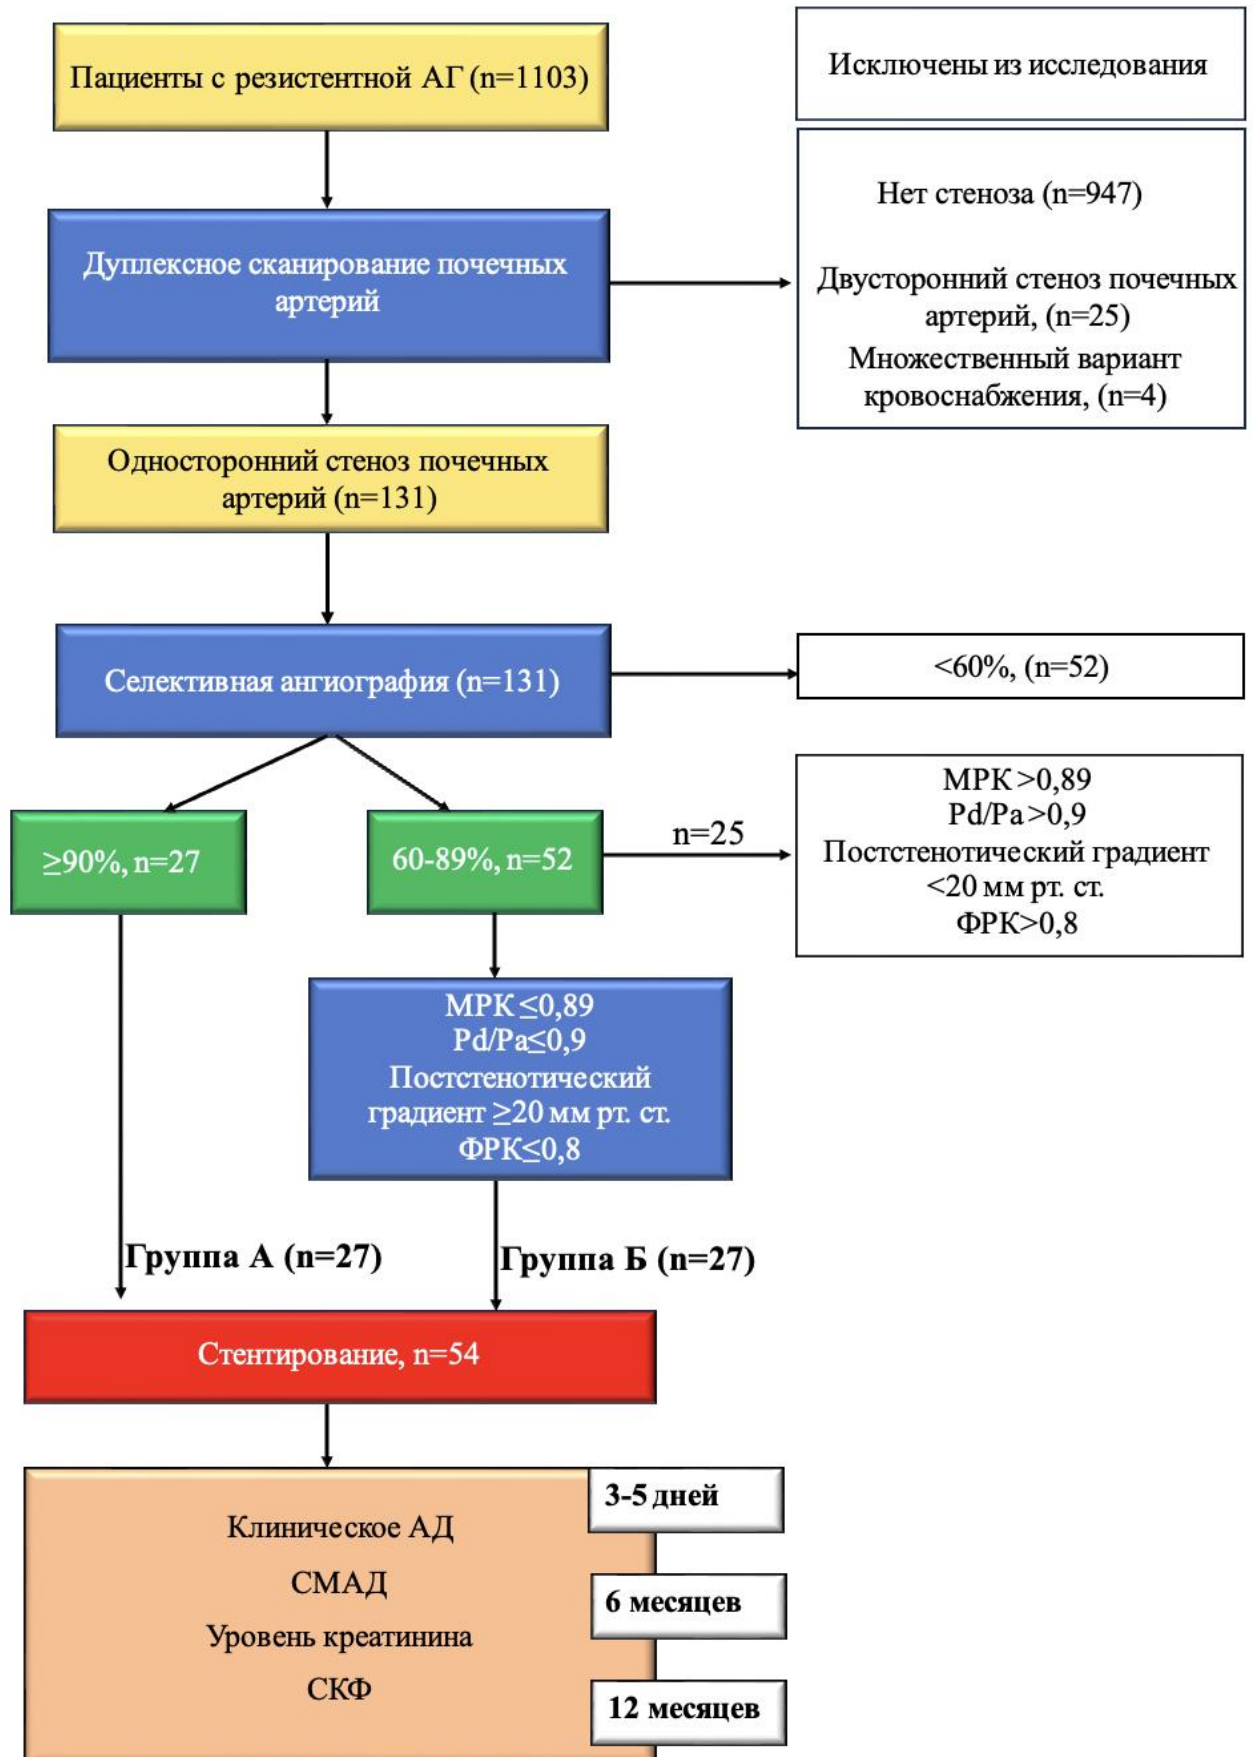 Пациенты с резистентной АГ (n=1103)
Исключены из исследования
Дуплексное сканирование почечных
артерий
Нет стеноза (n=947)
Двусторонний стеноз почечных
артерий, (n=25)
Множественный вариант
кровоснабжения, (n=4)
Односторонний стеноз почечных
артерий (n=131)
Селективная ангиография (n=131)
<60%, (n=52)
≥90%, n=27
60-89%, n=52
n=25
МРК >0,89
Pd/Pa >0,9
Постстенотический градиент
<20 мм рт. ст.
ФРК>0,8
МРК ≤0,89
Pd/Pa≤0,9
Постстенотический
градиент ≥20 мм рт. ст.
ФРК≤0,8
Группа А (n=27)
Группа Б (n=27)
Стентирование, n=54
Клиническое АД
СМАД
Уровень креатинина
СКФ
3-5 дней
6 месяцев
12 месяцев